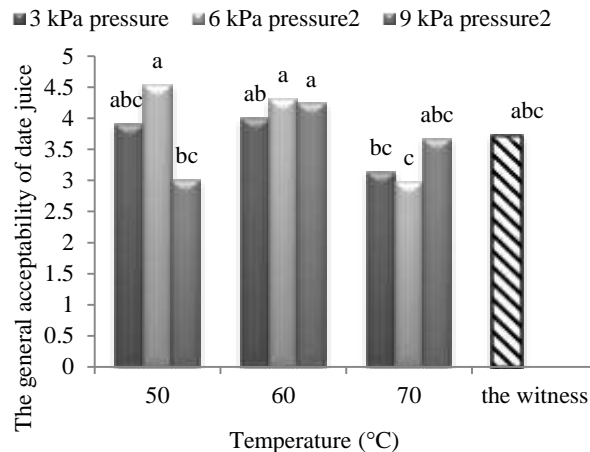 3 kPa pressure 6 kPa pressure2 9 kPa pressure2
The general acceptability of date juice
5
4.5
4
3.5
3
2.5
2
1.5
1
0.5
0
abc a bc ab a a bc c abc abc
50 60 70 the witness
Temperature (°C)